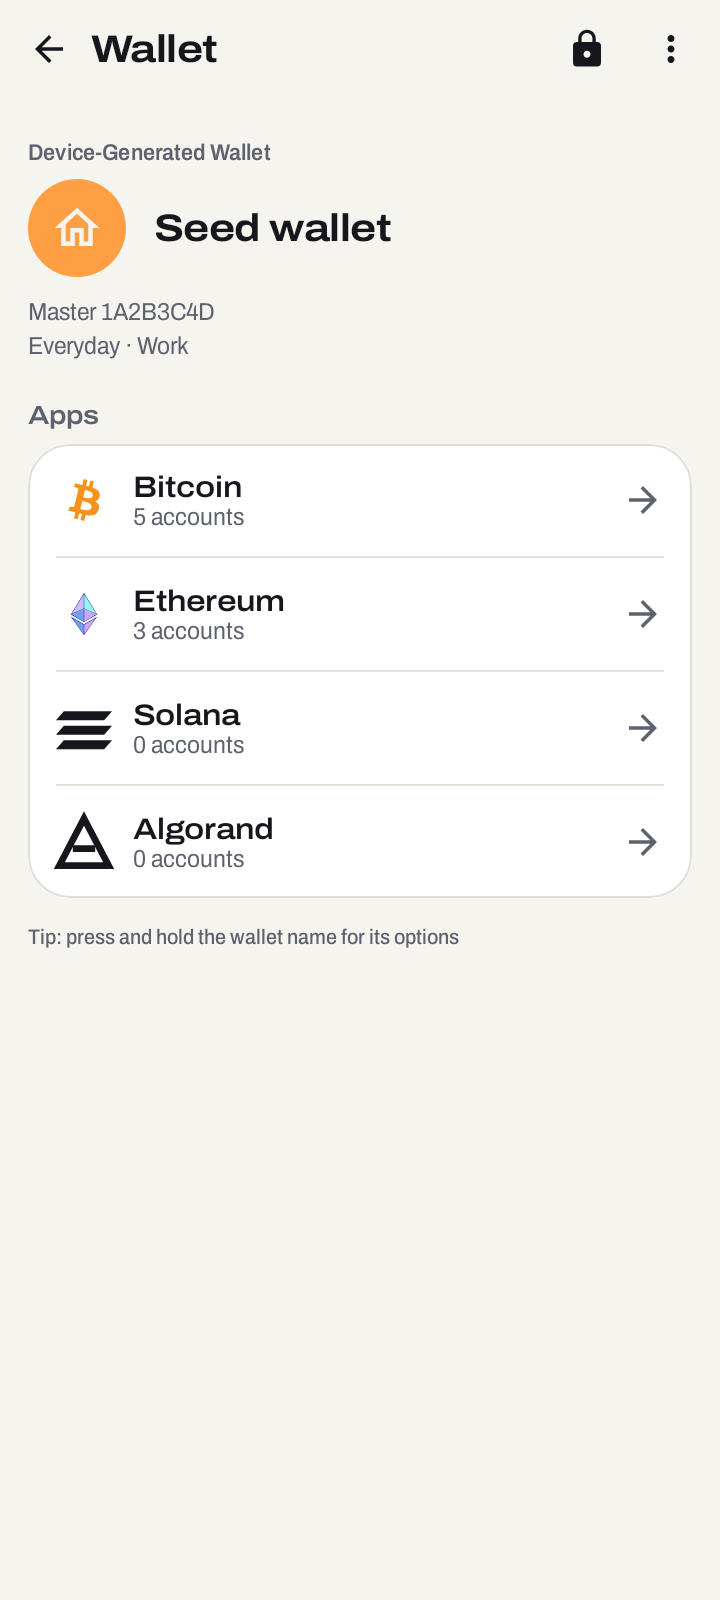 Wallet
Device-Generated Wallet
Seed wallet
Master 1A2B3C4D
Everyday · Work
Apps
Bitcoin
5 accounts
Ethereum
3 accounts
Solana
0 accounts
Algorand
0 accounts
Tip: press and hold the wallet name for its options